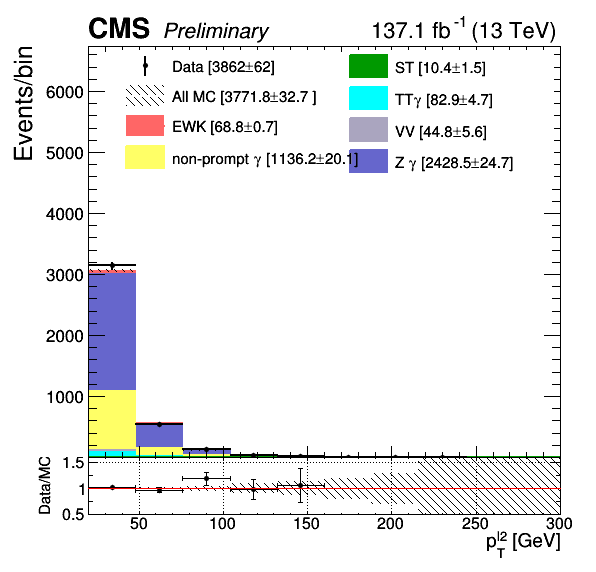 CMS Preliminary 137.1 fb⁻¹ (13 TeV)
Events/bin
Data [3862±62]
All MC [3771.8±32.7 ]
EWK [68.8±0.7]
non-prompt γ [1136.2±20.1]
ST [10.4±1.5]
TTγ [82.9±4.7]
VV [44.8±5.6]
Z γ [2428.5±24.7]
6000
5000
4000
3000
2000
1000
Data/MC
1.5
1
0.5
50 100 150 200 250 300
p_T^l2 [GeV]